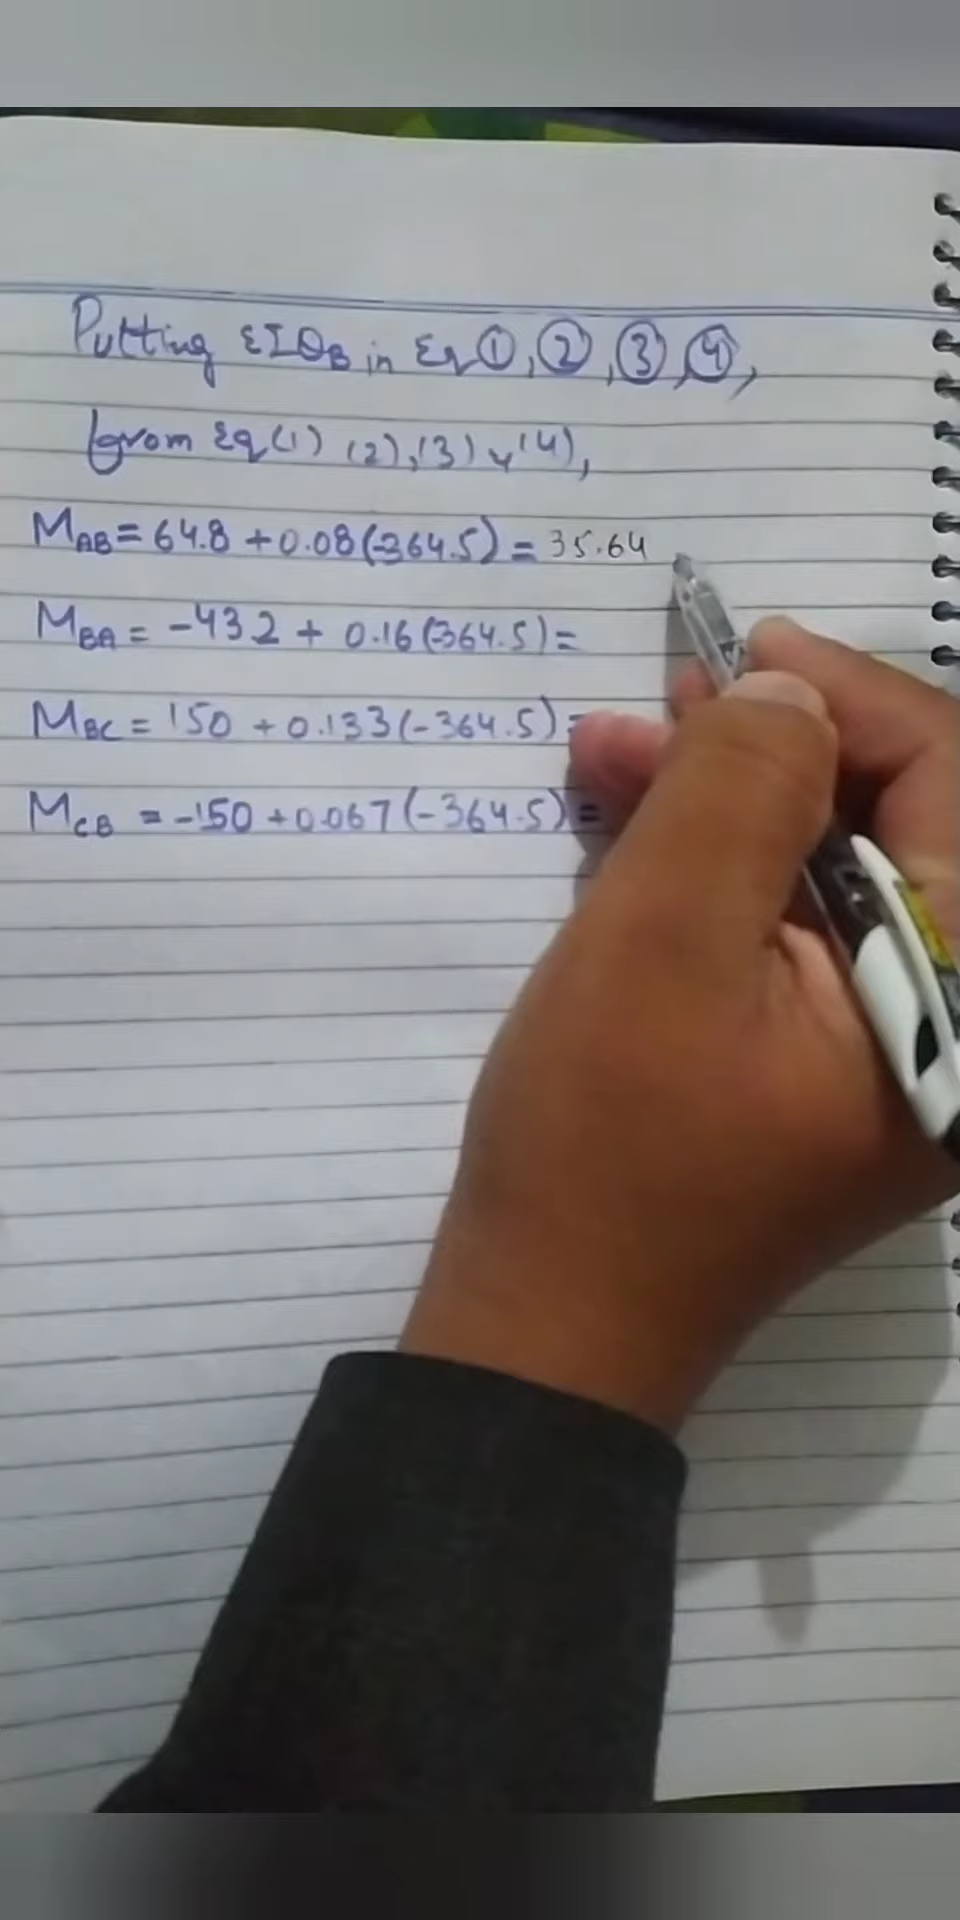 Putting EIθB in Eq ①, ②, ③, ④,
from Eq (1) (2), (3) , (4),
MAB = 64.8 + 0.08(-364.5) = 35.64
MBA = -432 + 0.16(-364.5) =
MBC = 150 + 0.133(-364.5) =
MCB = -150 + 0.067(-364.5) =